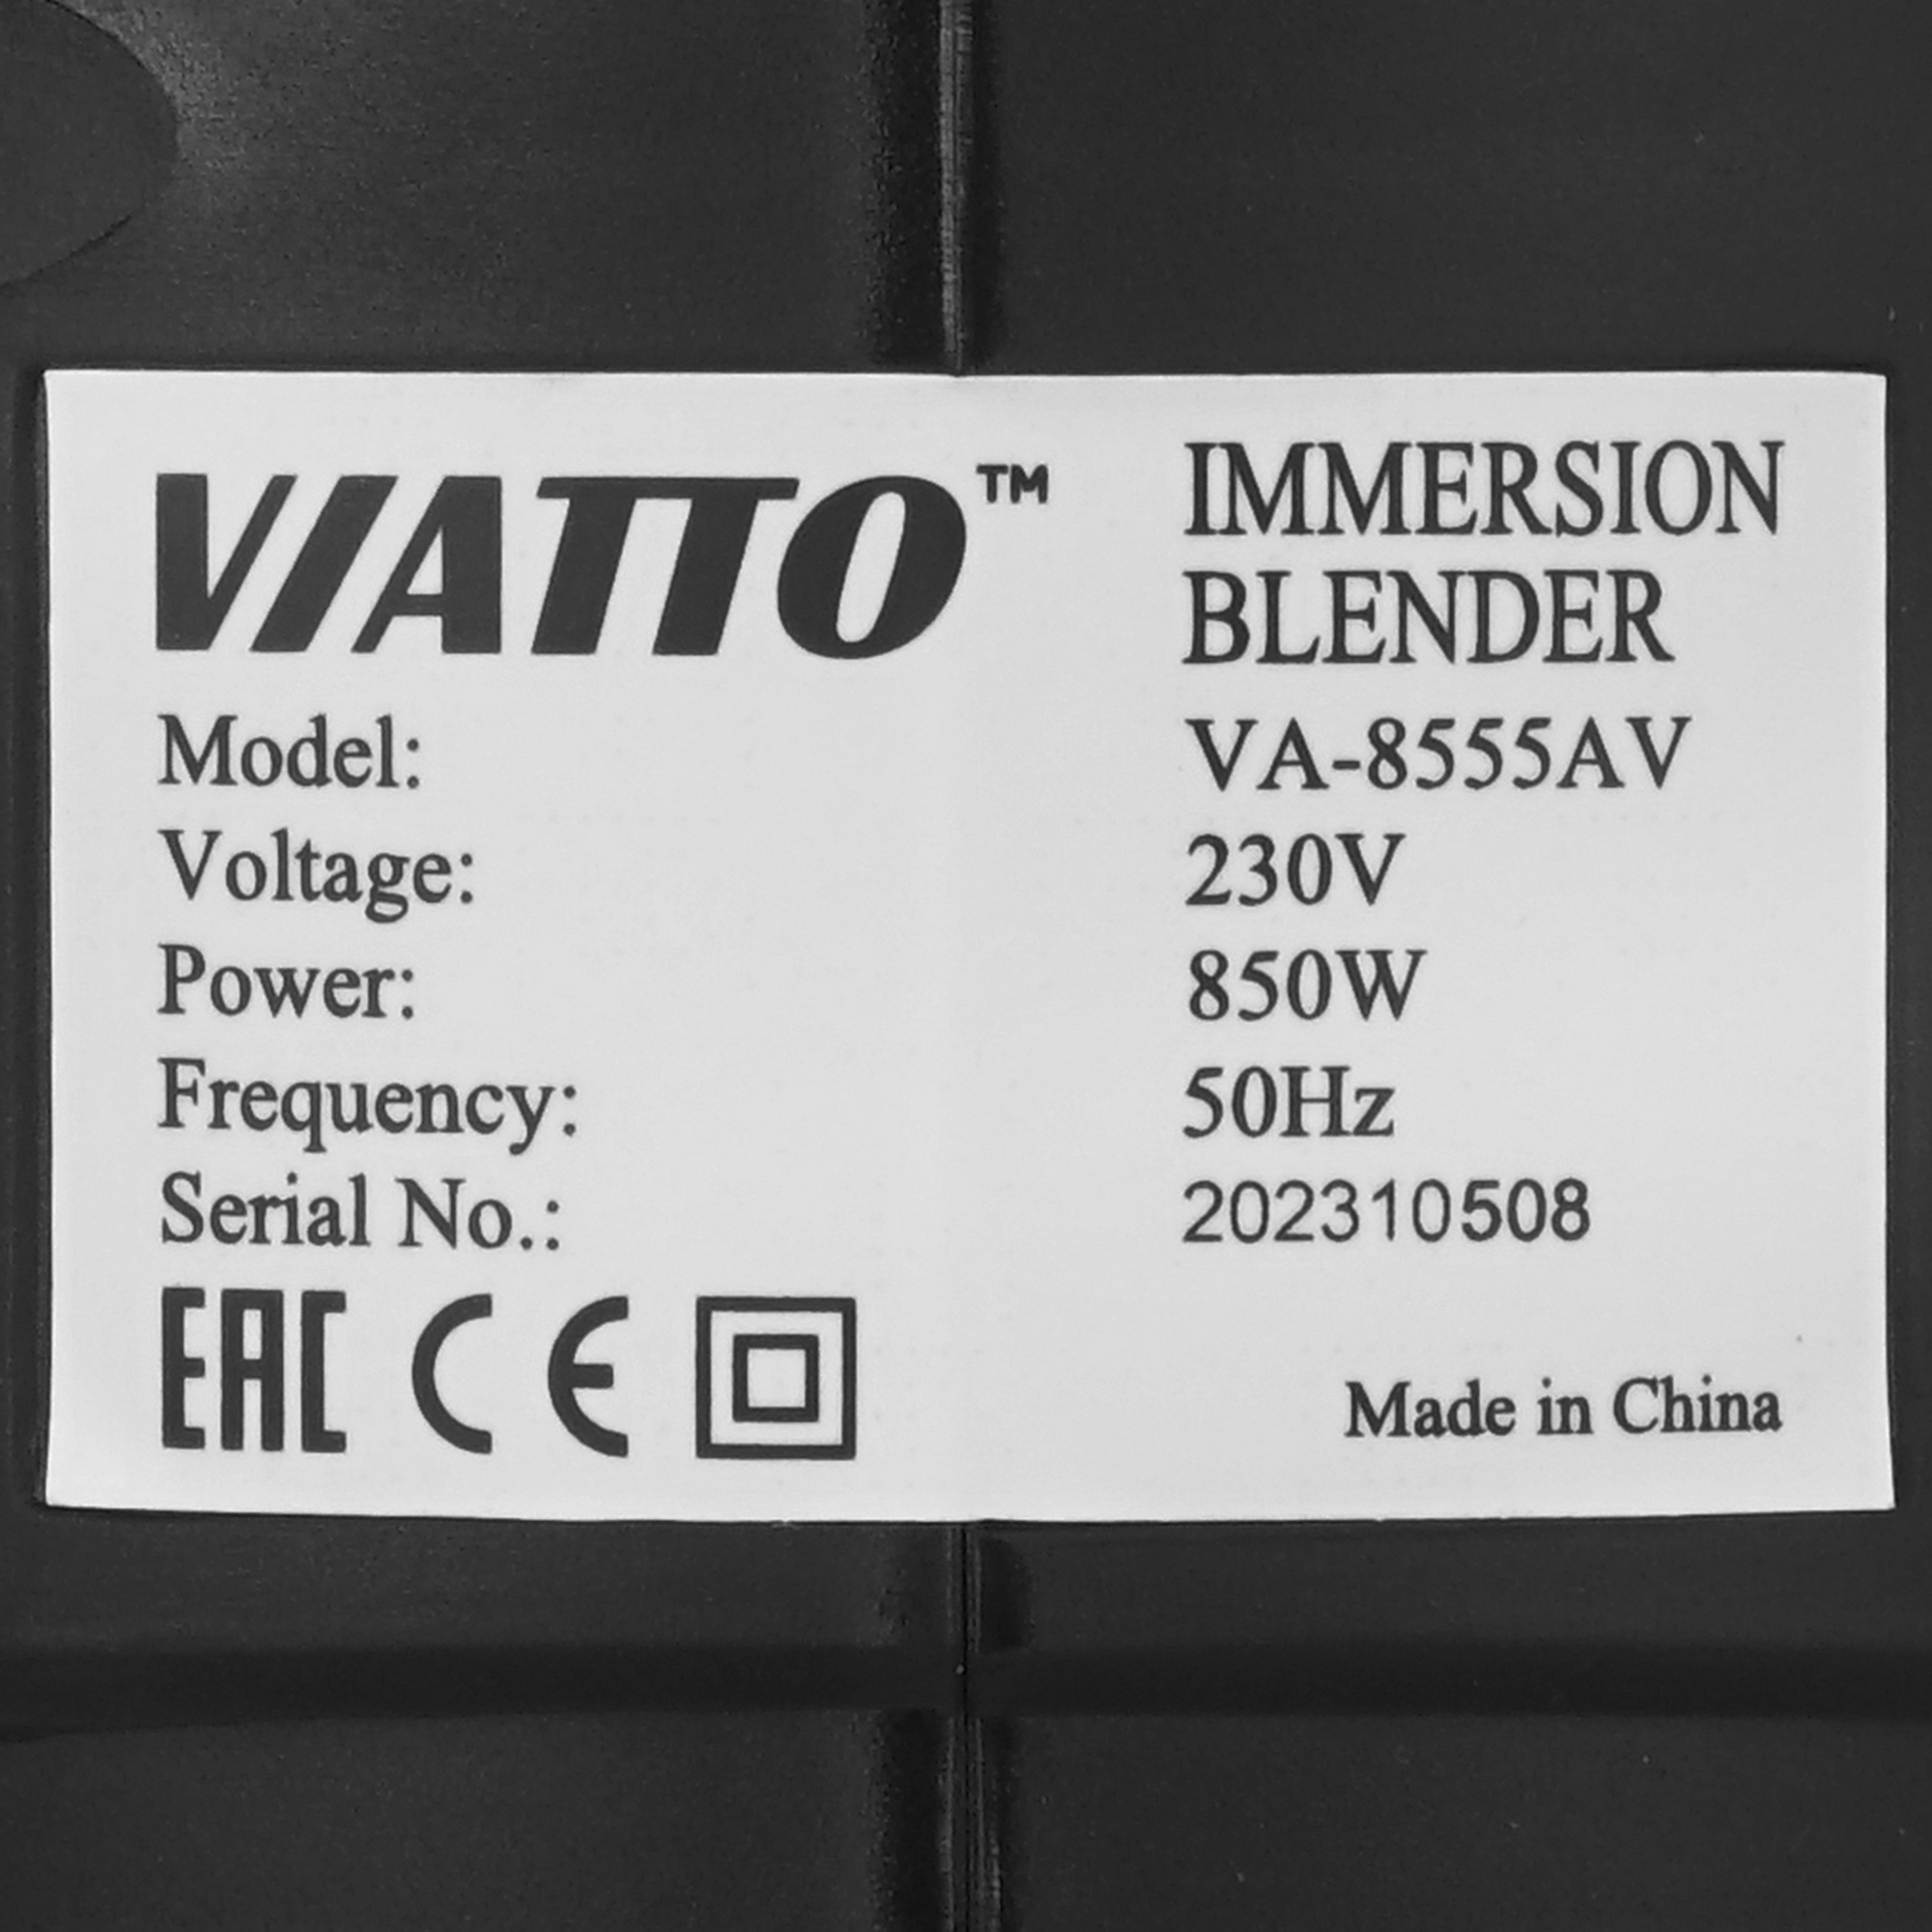 VIATTO™ IMMERSION
BLENDER
Model: VA-8555AV
Voltage: 230V
Power: 850W
Frequency: 50Hz
Serial No.: 202310508
EAC CE
Made in China